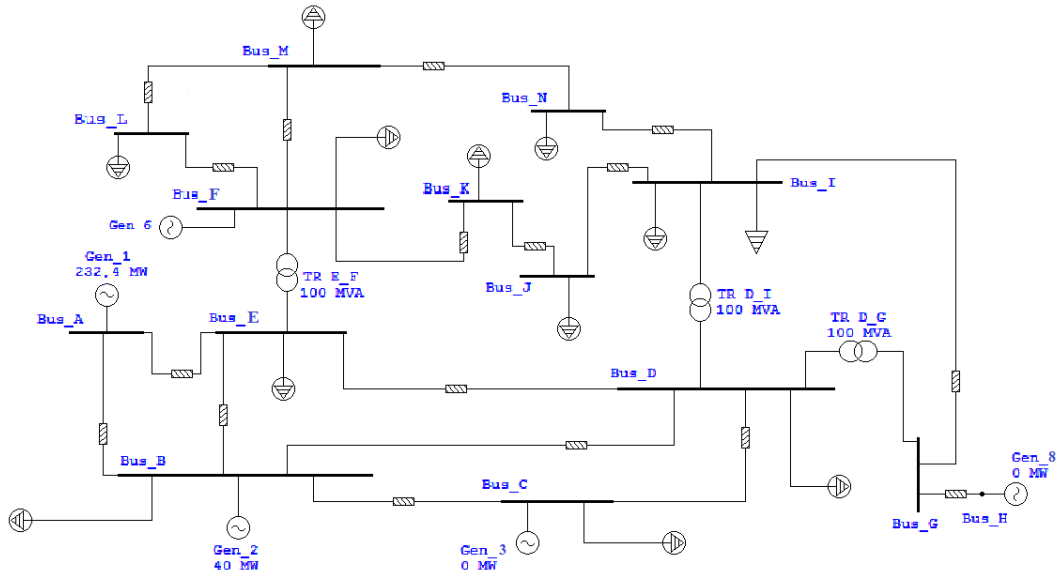 Bus_M
Bus_N
Bus_L
Bus_K
Bus_I
Bus_F
Gen 6
Gen_1
232,4 MW
TR E_F
100 MVA
Bus_J
TR D_I
100 MVA
TR D_G
100 MVA
Bus_A
Bus_E
Bus_D
Bus_B
Bus_C
Gen_8
0 MW
Bus_G
Bus_H
Gen_2
40 MW
Gen_3
0 MW